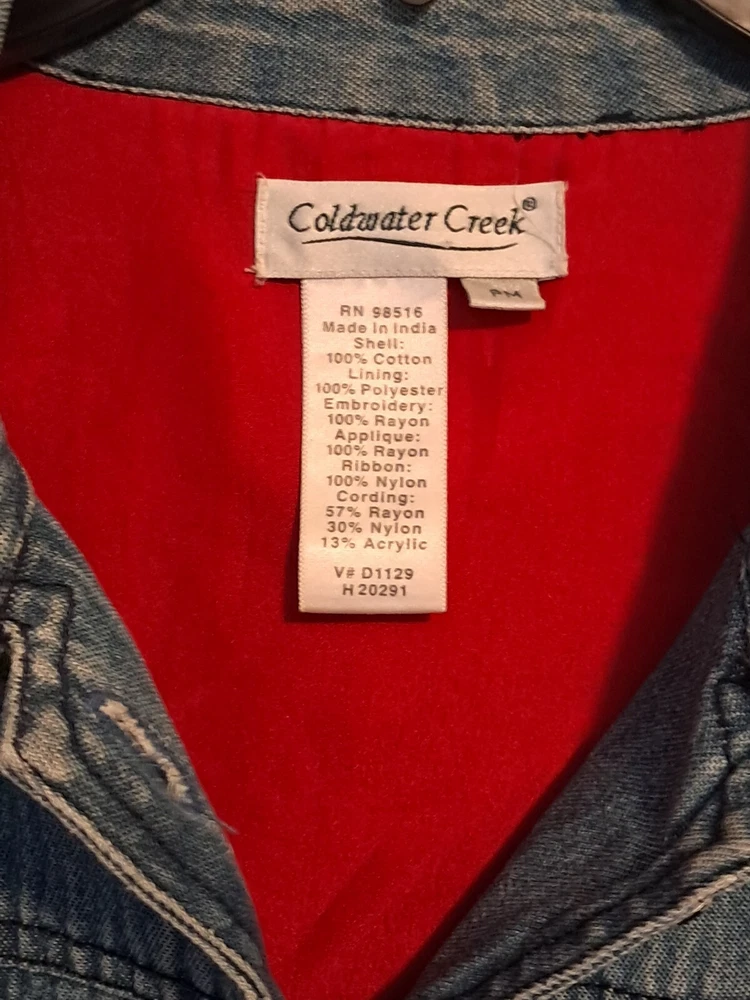 Coldwater Creek®
PM
RN 98516
Made in India
Shell:
100% Cotton
Lining:
100% Polyester
Embroidery:
100% Rayon
Applique:
100% Rayon
Ribbon:
100% Nylon
Cording:
57% Rayon
30% Nylon
13% Acrylic
V# D1129
H 20291